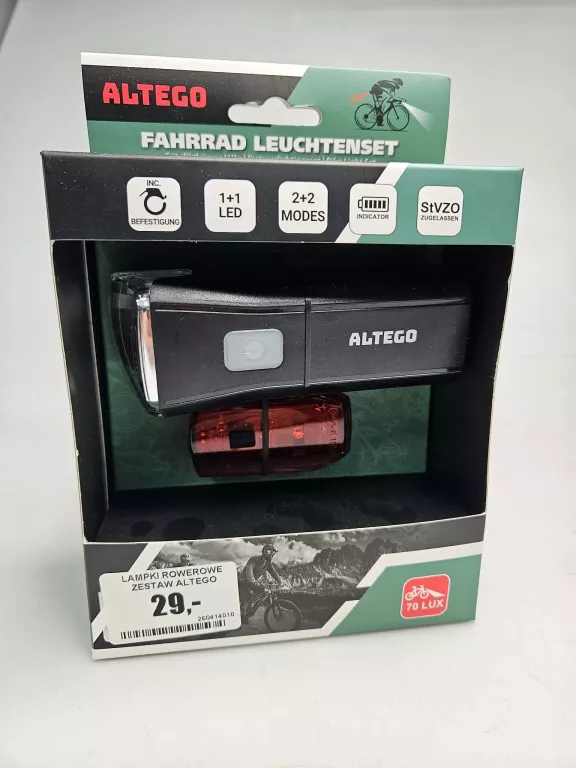 ALTEGO
FAHRRAD LEUCHTENSET
INC.
BEFESTIGUNG
1+1
LED
2+2
MODES
INDICATOR
StVZO
ZUGELASSEN
ALTEGO
LAMPKI ROWEROWE
ZESTAW ALTEGO
29,-
260414010
70 LUX